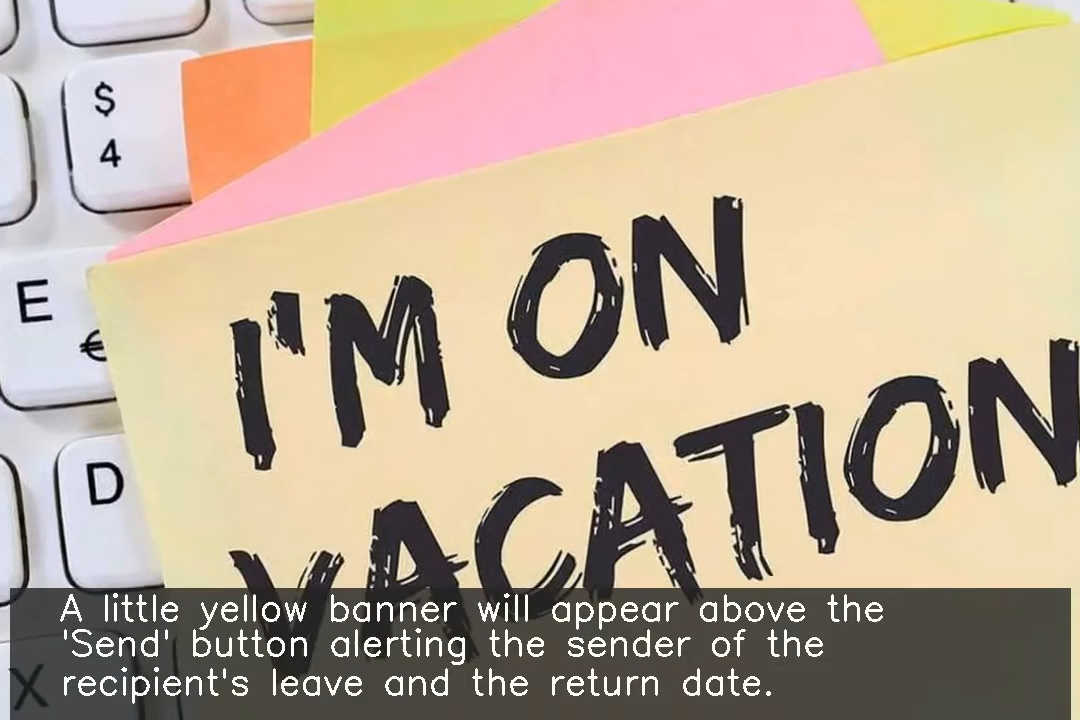 $
4
E
€
D
X
I'M ON
VACATION
A little yellow banner will appear above the
'Send' button alerting the sender of the
recipient's leave and the return date.